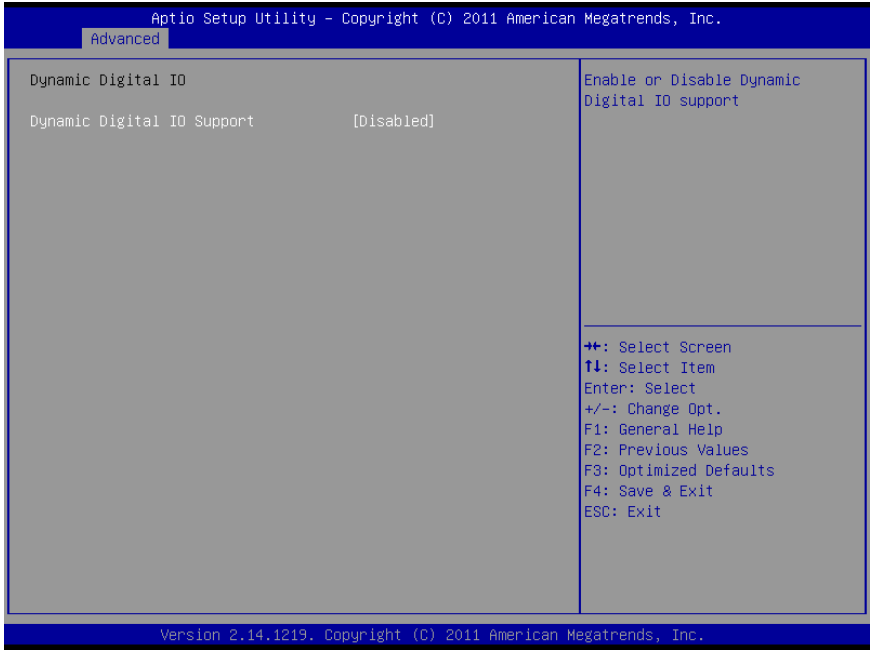 Aptio Setup Utility – Copyright (C) 2011 American Megatrends, Inc.
Advanced
Dynamic Digital IO
Dynamic Digital IO Support [Disabled]
Enable or Disable Dynamic
Digital IO support
→←: Select Screen
↑↓: Select Item
Enter: Select
+/-: Change Opt.
F1: General Help
F2: Previous Values
F3: Optimized Defaults
F4: Save & Exit
ESC: Exit
Version 2.14.1219. Copyright (C) 2011 American Megatrends, Inc.